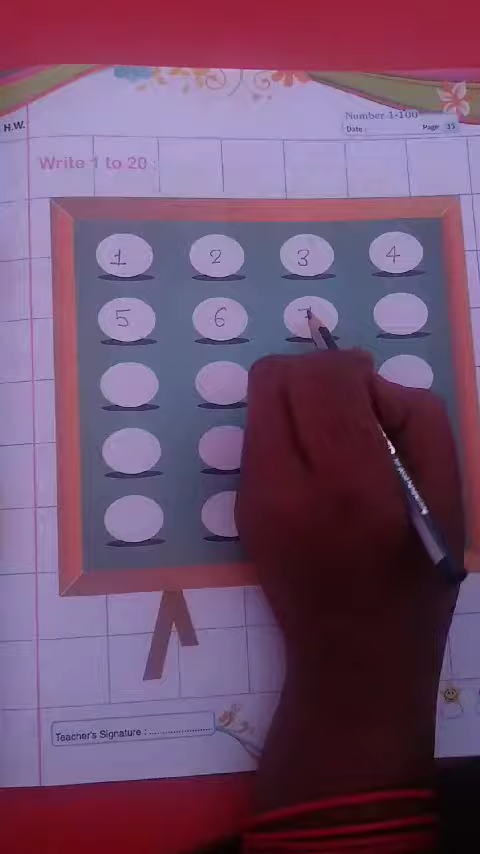 Number 1-100
H.W.
Date : Page 35
Write 1 to 20 :
1 2 3 4
5 6 7
Teacher's Signature : ........................